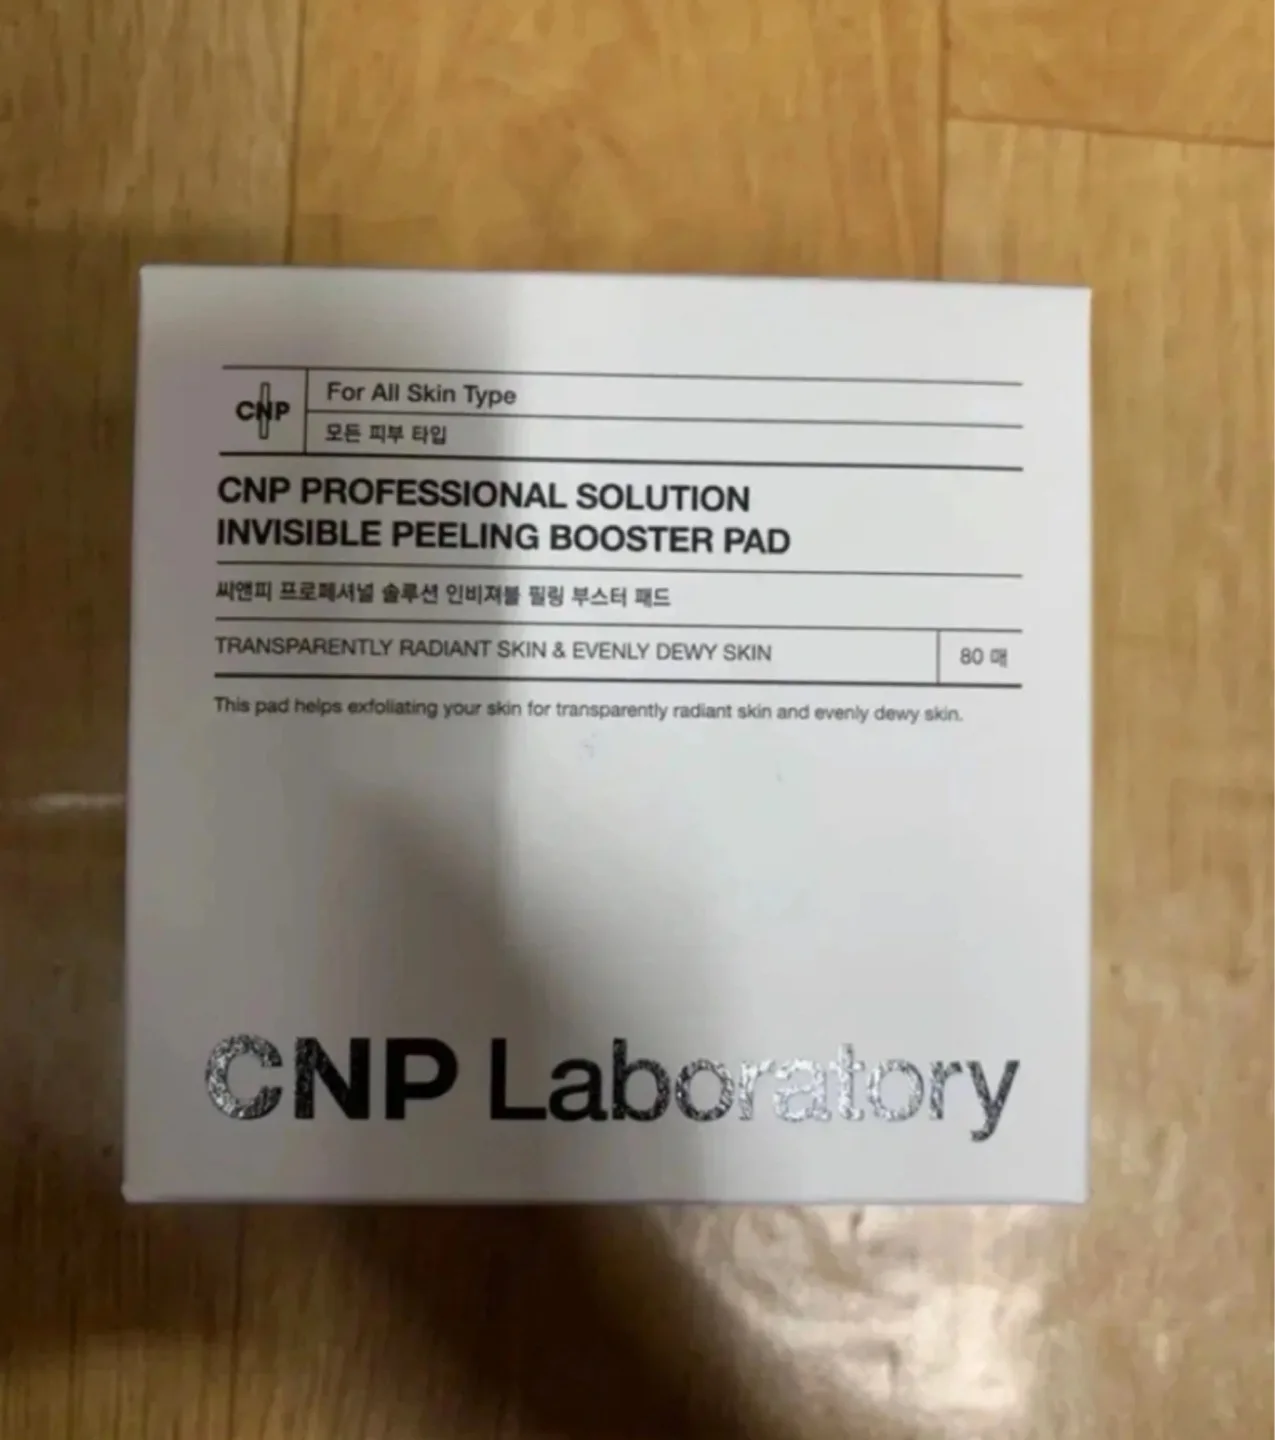 CNP
For All Skin Type
모든 피부 타입
CNP PROFESSIONAL SOLUTION
INVISIBLE PEELING BOOSTER PAD
씨앤피 프로페셔널 솔루션 인비져블 필링 부스터 패드
TRANSPARENTLY RADIANT SKIN & EVENLY DEWY SKIN
80 매
This pad helps exfoliating your skin for transparently radiant skin and evenly dewy skin.
CNP Laboratory